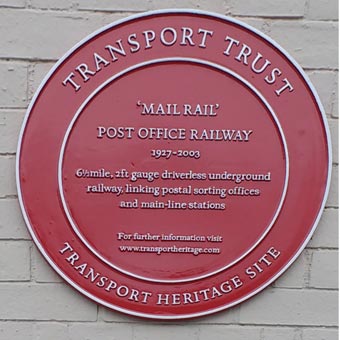 TRANSPORT TRUST
'MAIL RAIL'
POST OFFICE RAILWAY
1927-2003
6½mile, 2ft gauge driverless underground
railway, linking postal sorting offices
and main-line stations
For further information visit
www.transportheritage.com
TRANSPORT HERITAGE SITE